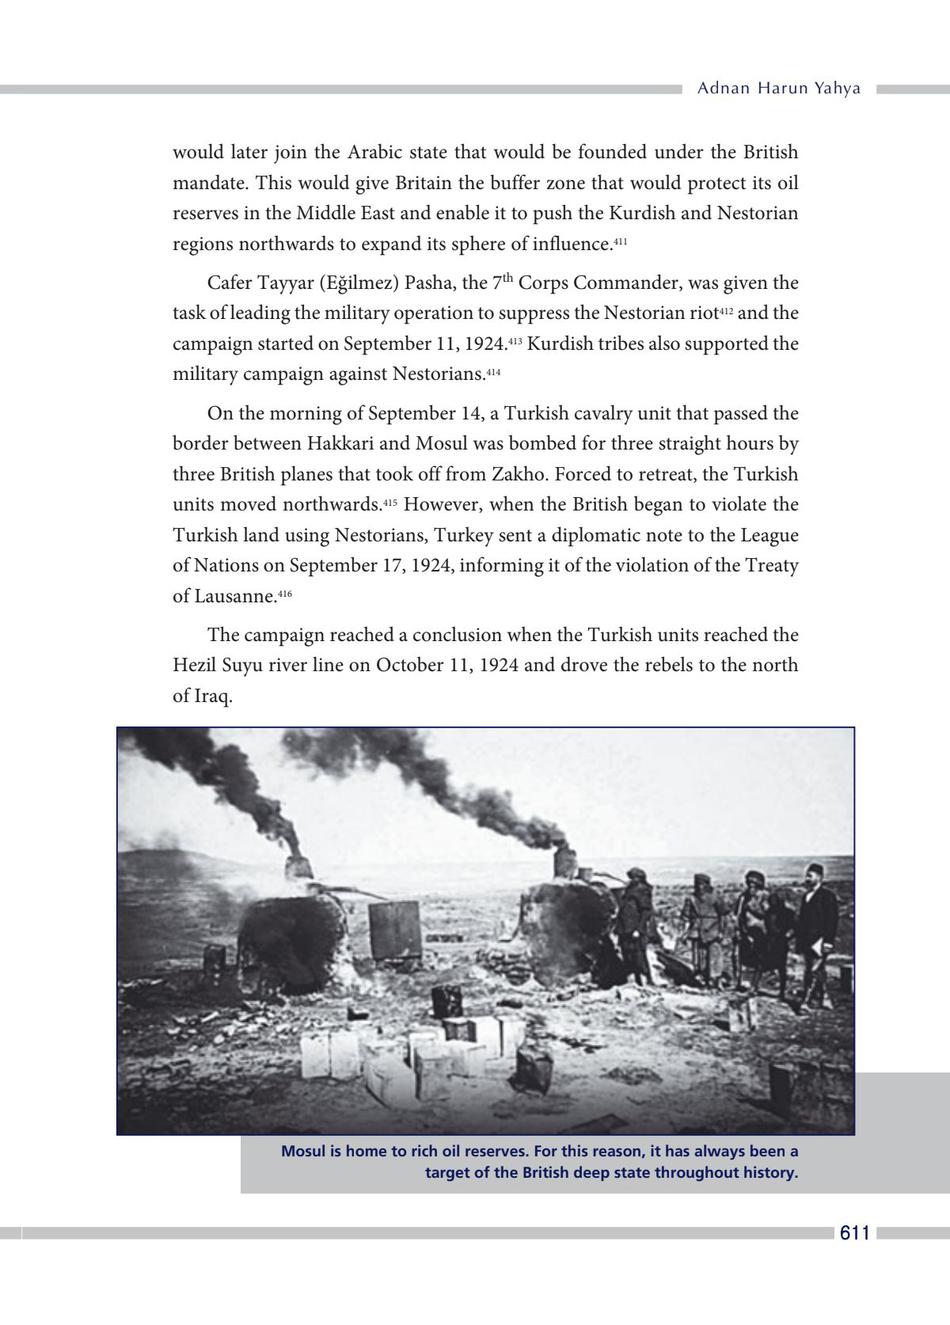 Adnan Harun Yahya
would later join the Arabic state that would be founded under the British
mandate. This would give Britain the buffer zone that would protect its oil
reserves in the Middle East and enable it to push the Kurdish and Nestorian
regions northwards to expand its sphere of influence.411
Cafer Tayyar (Eğilmez) Pasha, the 7th Corps Commander, was given the
task of leading the military operation to suppress the Nestorian riot412 and the
campaign started on September 11, 1924.413 Kurdish tribes also supported the
military campaign against Nestorians.414
On the morning of September 14, a Turkish cavalry unit that passed the
border between Hakkari and Mosul was bombed for three straight hours by
three British planes that took off from Zakho. Forced to retreat, the Turkish
units moved northwards.415 However, when the British began to violate the
Turkish land using Nestorians, Turkey sent a diplomatic note to the League
of Nations on September 17, 1924, informing it of the violation of the Treaty
of Lausanne.416
The campaign reached a conclusion when the Turkish units reached the
Hezil Suyu river line on October 11, 1924 and drove the rebels to the north
of Iraq.
Mosul is home to rich oil reserves. For this reason, it has always been a
target of the British deep state throughout history.
611